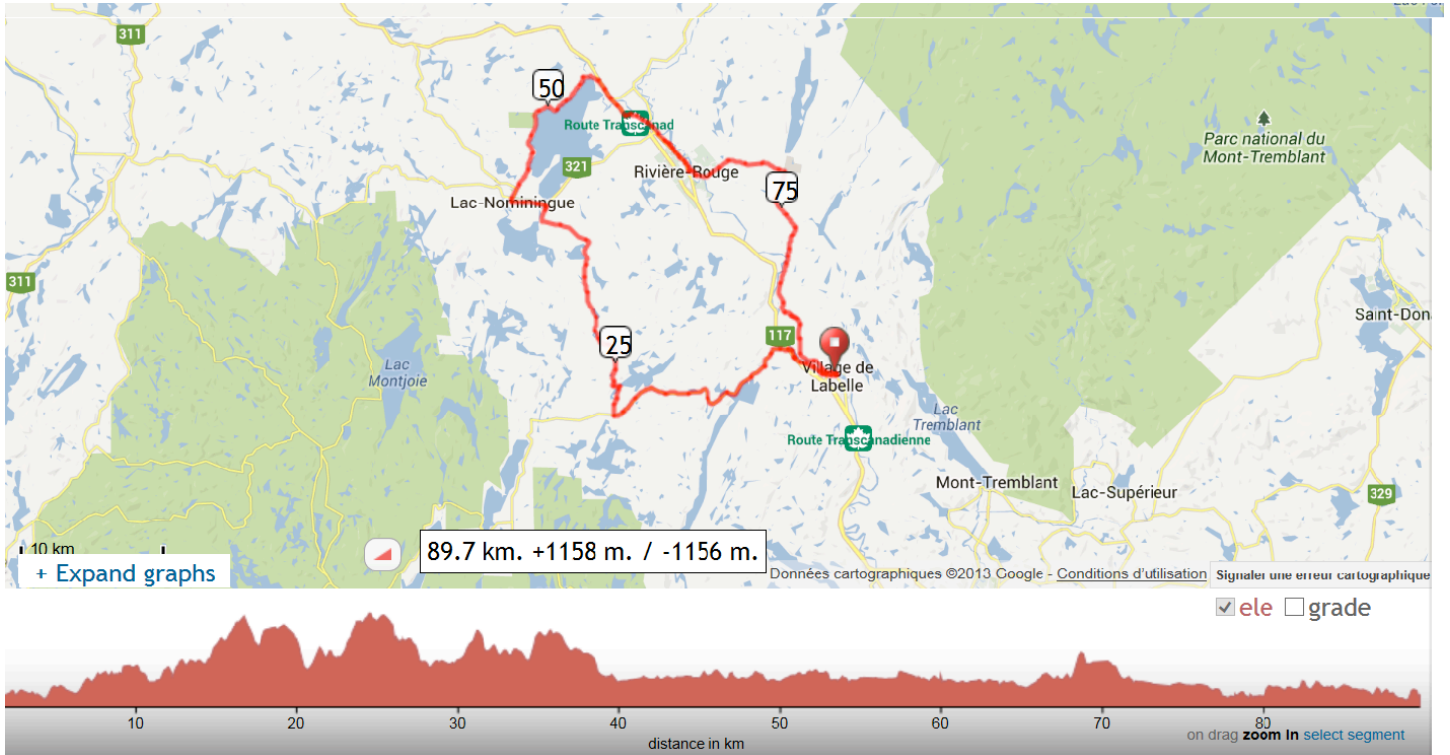 311
50
Route Transcanad
Parc national du
Mont-Tremblant
321
Rivière-Rouge
75
Lac-Nominingue
311
Saint-Don
117
25
Village de
Labelle
Lac
Montjoie
Lac
Tremblant
Route Transcanadienne
Mont-Tremblant
Lac-Supérieur
329
10 km
89.7 km. +1158 m. / -1156 m.
+ Expand graphs
Données cartographiques ©2013 Google - Conditions d'utilisation
Signaler une erreur cartographique
ele
grade
10
20
30
40
50
60
70
80
distance in km
on drag zoom In select segment